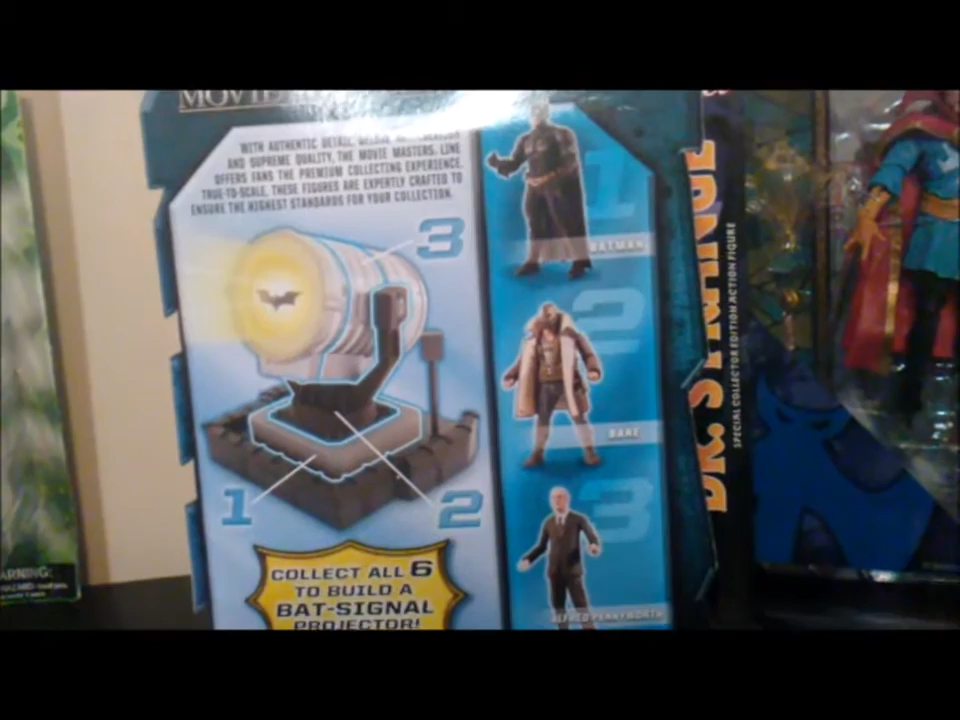 MOVIE
WITH AUTHENTIC DETAIL,
AND SUPREME QUALITY, THE MOVIE MASTERS. LINE
OFFERS FANS THE PREMIUM COLLECTING EXPERIENCE.
TRUE-TO-SCALE, THESE FIGURES ARE EXPERTLY CRAFTED TO
ENSURE THE HIGHEST STANDARDS FOR YOUR COLLECTION.
3
1
2
COLLECT ALL 6
TO BUILD A
BAT-SIGNAL
PROJECTOR!
1
BATMAN
2
BANE
3
ALFRED PENNYWORTH
DR. STRANGE
SPECIAL COLLECTOR EDITION ACTION FIGURE
WARNING: